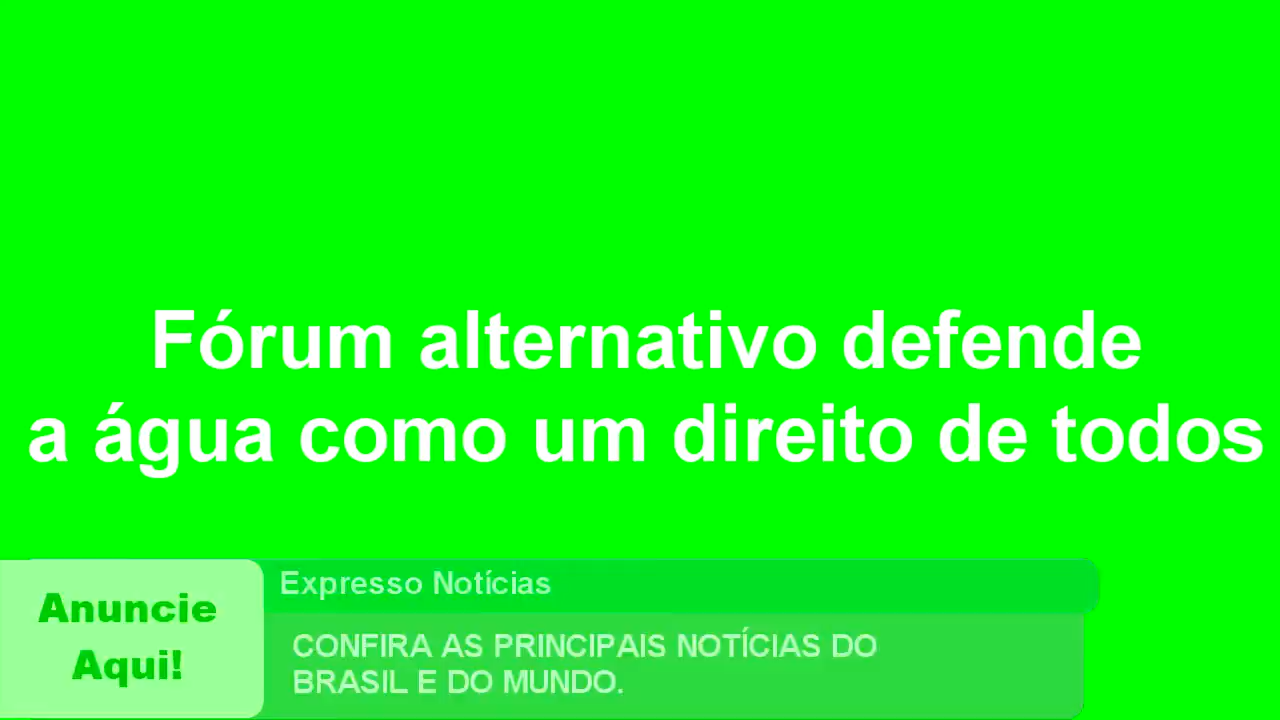 Fórum alternativo defende
a água como um direito de todos
Anuncie
Aqui!
Expresso Notícias
CONFIRA AS PRINCIPAIS NOTÍCIAS DO
BRASIL E DO MUNDO.